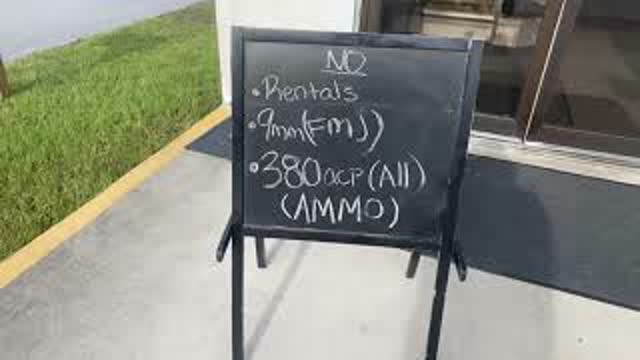 NO
• Rentals
• 9mm(FMJ)
• 380acp (All)
(AMMO)